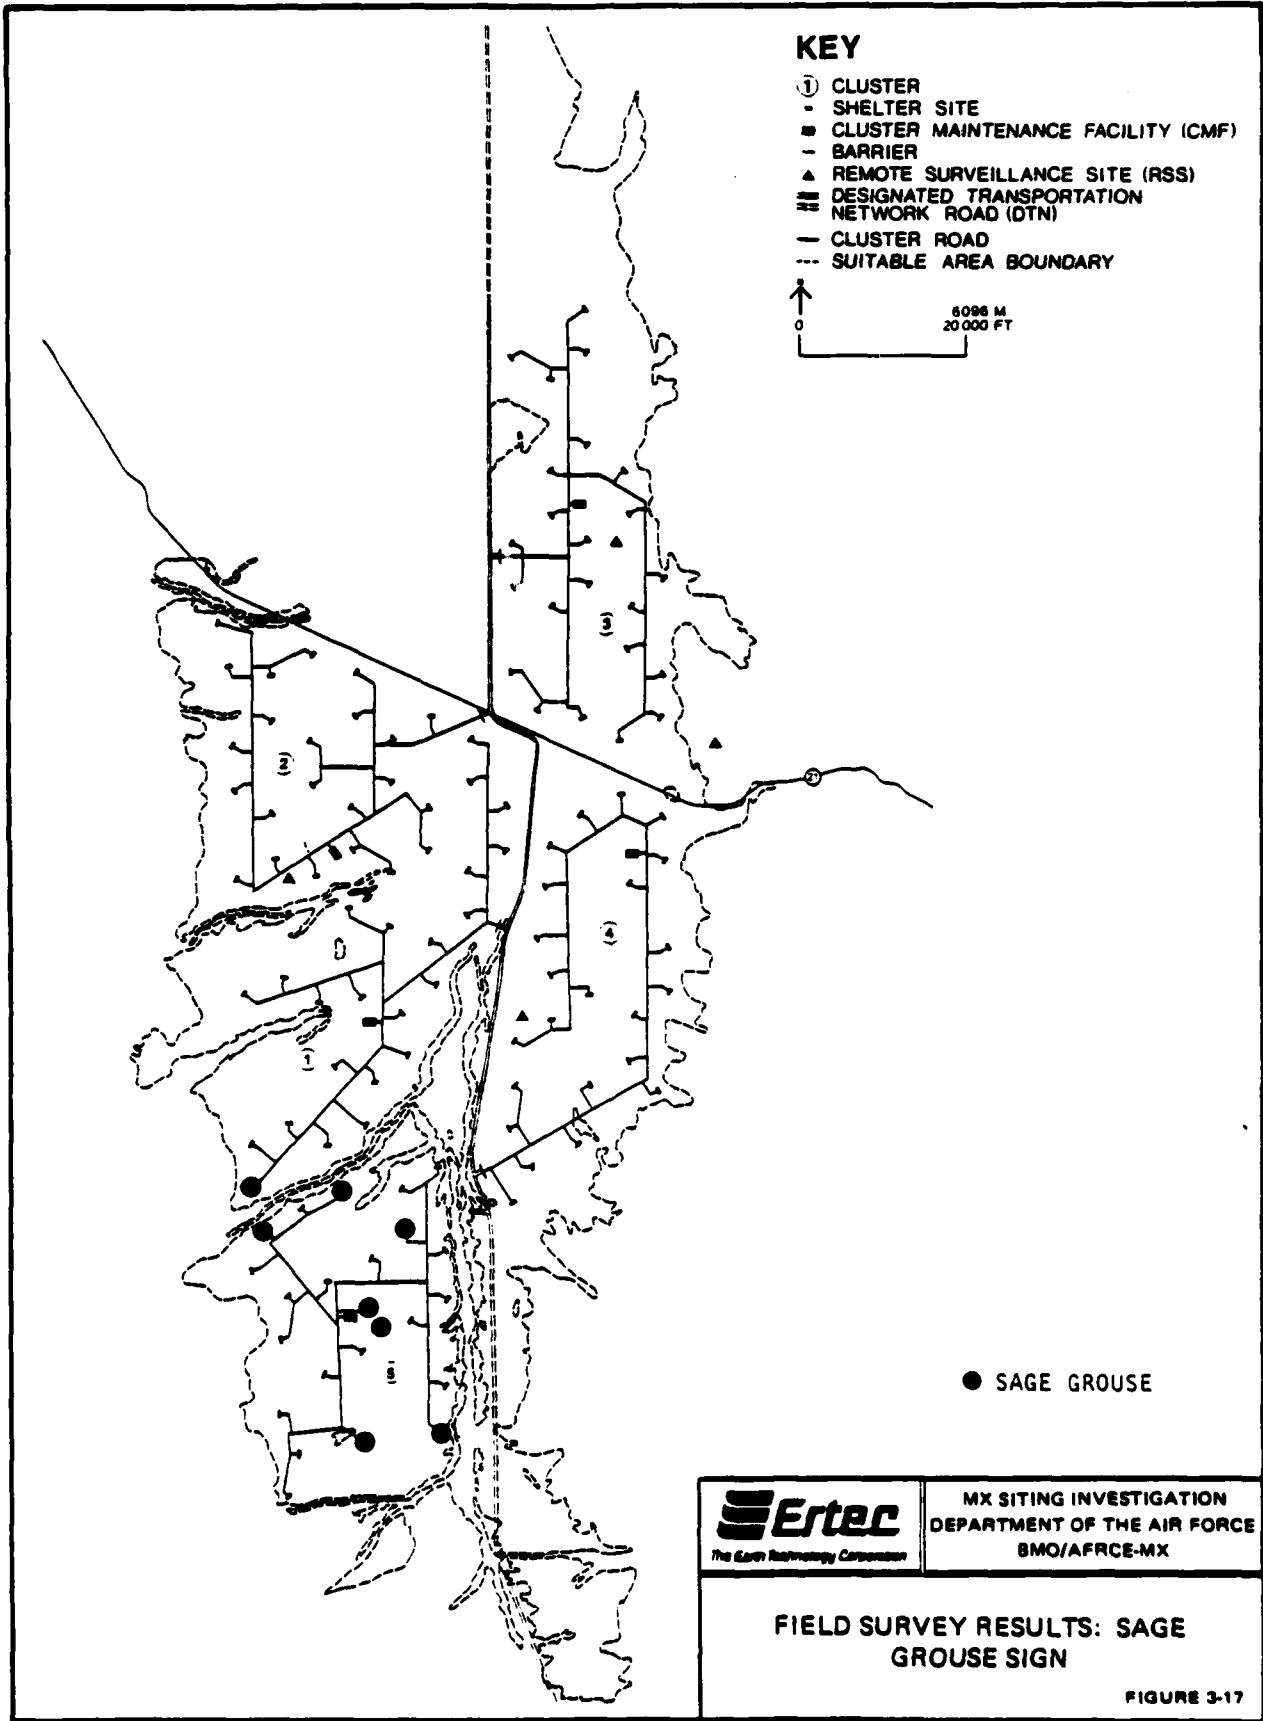 KEY
1 CLUSTER
SHELTER SITE
CLUSTER MAINTENANCE FACILITY (CMF)
BARRIER
REMOTE SURVEILLANCE SITE (RSS)
DESIGNATED TRANSPORTATION
NETWORK ROAD (DTN)
CLUSTER ROAD
SUITABLE AREA BOUNDARY
6096 M
0 20000 FT
3
2
21
4
1
5
SAGE GROUSE
Ertec
The Earth Technology Corporation
MX SITING INVESTIGATION
DEPARTMENT OF THE AIR FORCE
BMO/AFRCE-MX
FIELD SURVEY RESULTS: SAGE
GROUSE SIGN
FIGURE 3-17